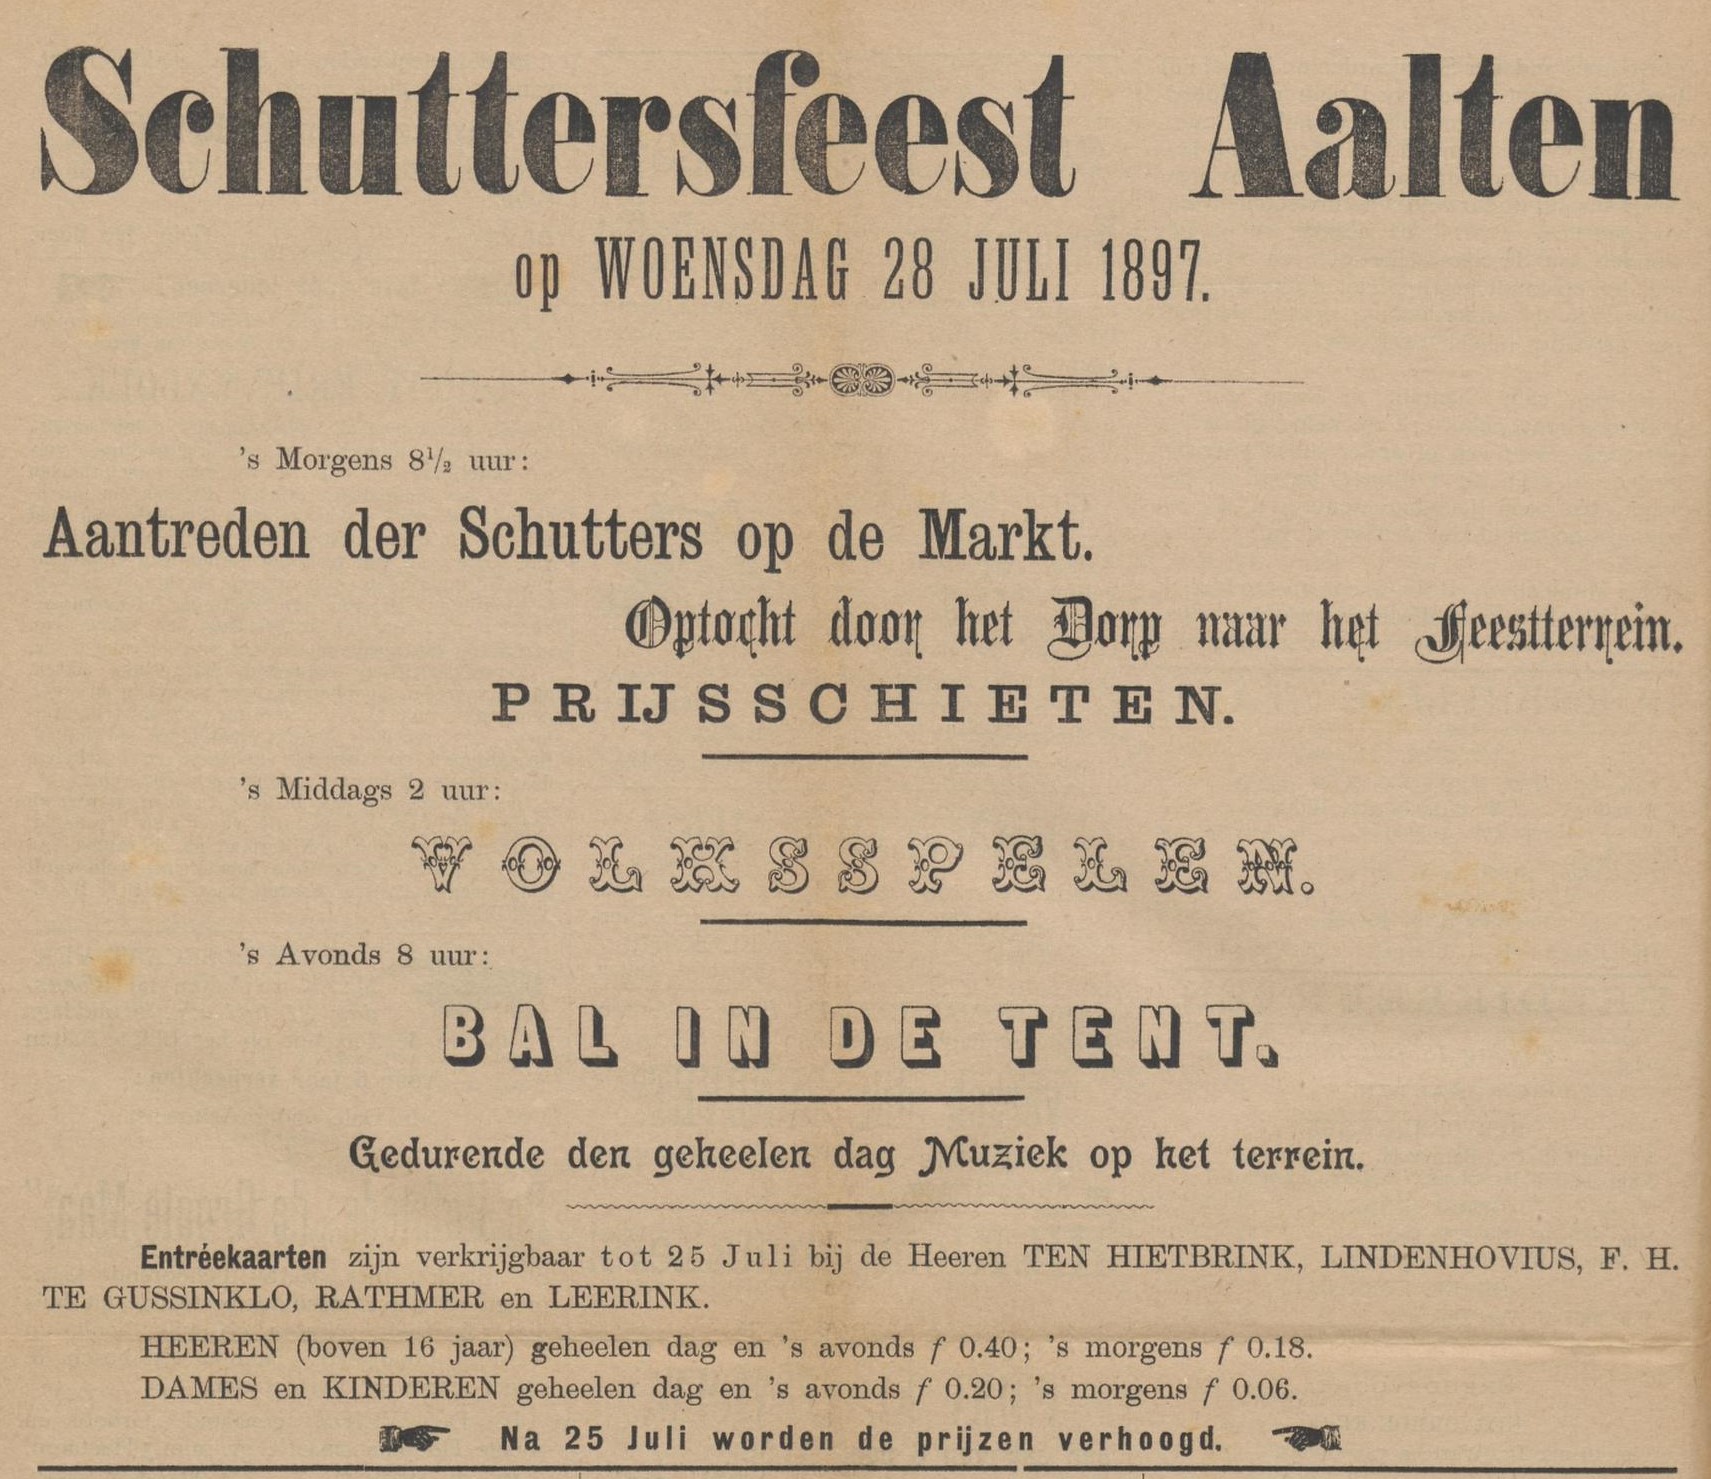 Schuttersfeest Aalten
op WOENSDAG 28 JULI 1897.
's Morgens 8 1/2 uur:
Aantreden der Schutters op de Markt.
Optocht door het Dorp naar het Feestterrein.
PRIJSSCHIETEN.
's Middags 2 uur:
VOLKSSPELEN.
's Avonds 8 uur:
BAL IN DE TENT.
Gedurende den geheelen dag Muziek op het terrein.
Entréekaarten zijn verkrijgbaar tot 25 Juli bij de Heeren TEN HIETBRINK, LINDENHOVIUS, F. H.
TE GUSSINKLO, RATHMER en LEERINK.
HEEREN (boven 16 jaar) geheelen dag en 's avonds f 0.40; 's morgens f 0.18.
DAMES en KINDEREN geheelen dag en 's avonds f 0.20; 's morgens f 0.06.
Na 25 Juli worden de prijzen verhoogd.